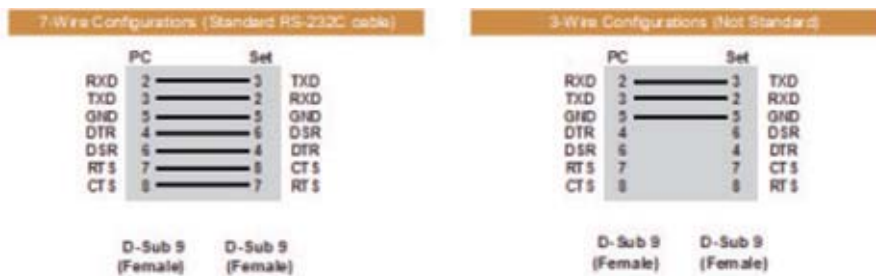 7-Wire Configurations (Standard RS-232C cable)
PC Set
RXD 2 3 TXD
TXD 3 2 RXD
GND 5 5 GND
DTR 4 6 DSR
DSR 6 4 DTR
RTS 7 8 CTS
CTS 8 7 RTS
D-Sub 9 D-Sub 9
(Female) (Female)
3-Wire Configurations (Not Standard)
PC Set
RXD 2 3 TXD
TXD 3 2 RXD
GND 5 5 GND
DTR 4 6 DSR
DSR 6 4 DTR
RTS 7 7 CTS
CTS 8 8 RTS
D-Sub 9 D-Sub 9
(Female) (Female)